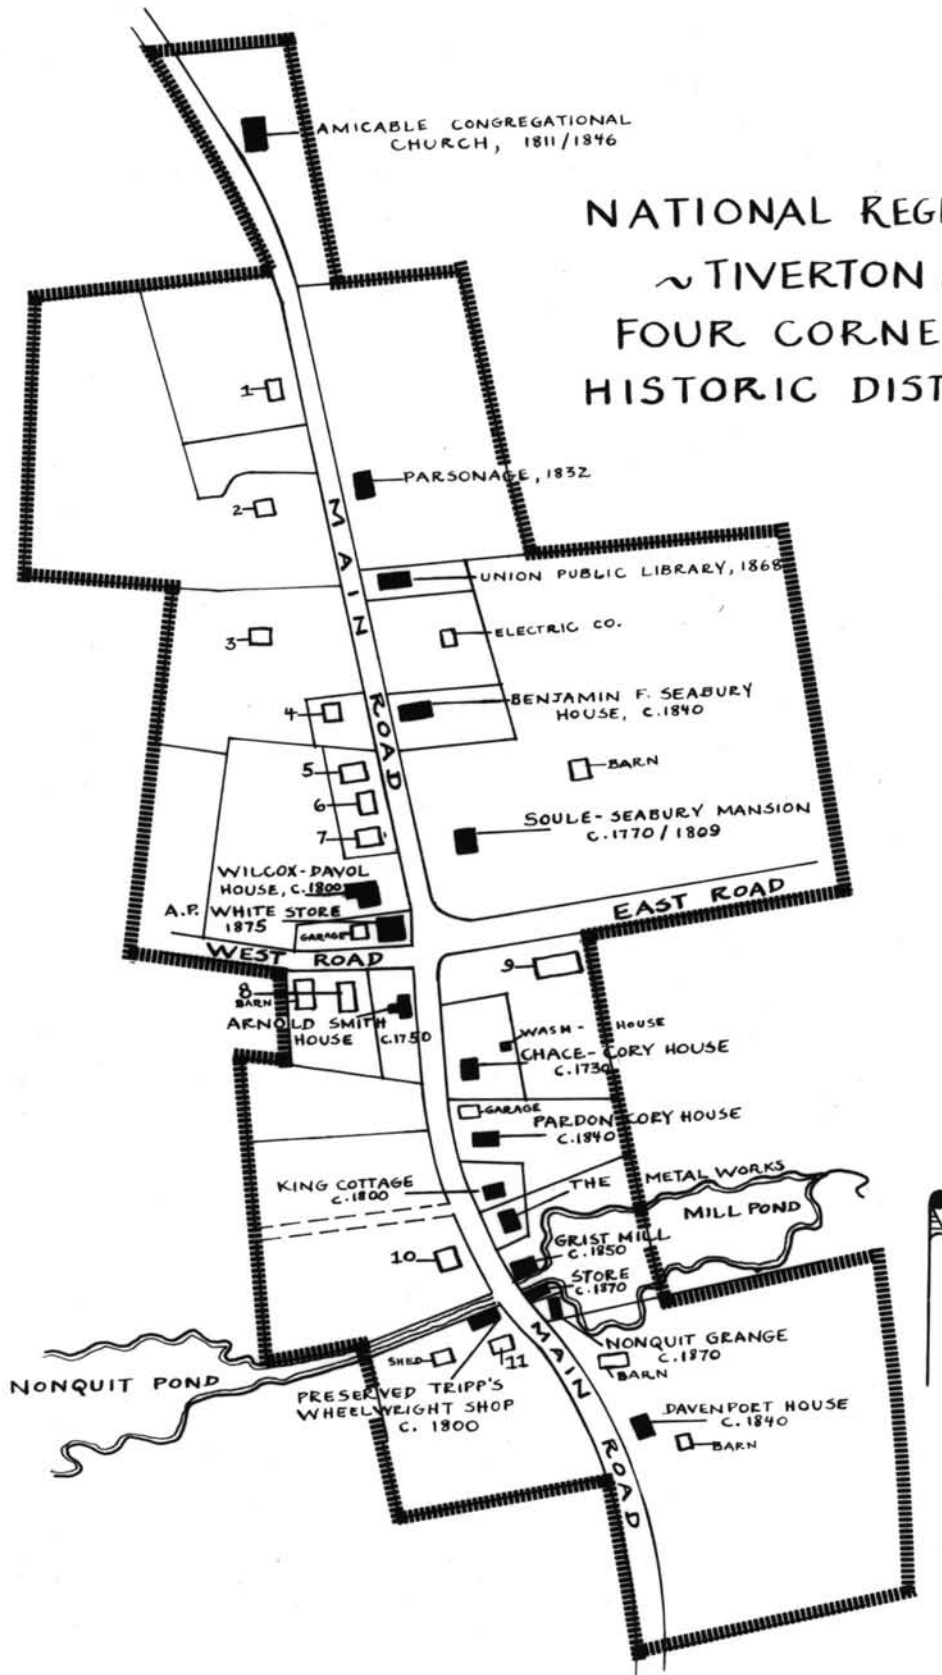 AMICABLE CONGREGATIONAL
CHURCH, 1811/1846
NATIONAL REGI
~ TIVERTON
FOUR CORNE
HISTORIC DIST
1
PARSONAGE, 1832
2
MAIN ROAD
UNION PUBLIC LIBRARY, 1868
3
ELECTRIC CO.
4
BENJAMIN F. SEABURY
HOUSE, C.1840
5
BARN
6
7
SOULE-SEABURY MANSION
C.1770/1809
WILCOX-DAVOL
HOUSE, C.1800
A.P. WHITE STORE
1875
GARAGE
EAST ROAD
WEST ROAD
9
8
BARN
ARNOLD SMITH
HOUSE C.1750
WASH-HOUSE
CHACE-CORY HOUSE
C.1730
GARAGE
PARDON CORY HOUSE
C.1840
KING COTTAGE
C.1800
THE METAL WORKS
MILL POND
10
GRIST MILL
C.1850
STORE
C.1870
NONQUIT GRANGE
C.1870
BARN
11
SHED
NONQUIT POND
PRESERVED TRIPP'S
WHEELWRIGHT SHOP
C. 1800
MAIN ROAD
DAVENPORT HOUSE
C.1840
BARN